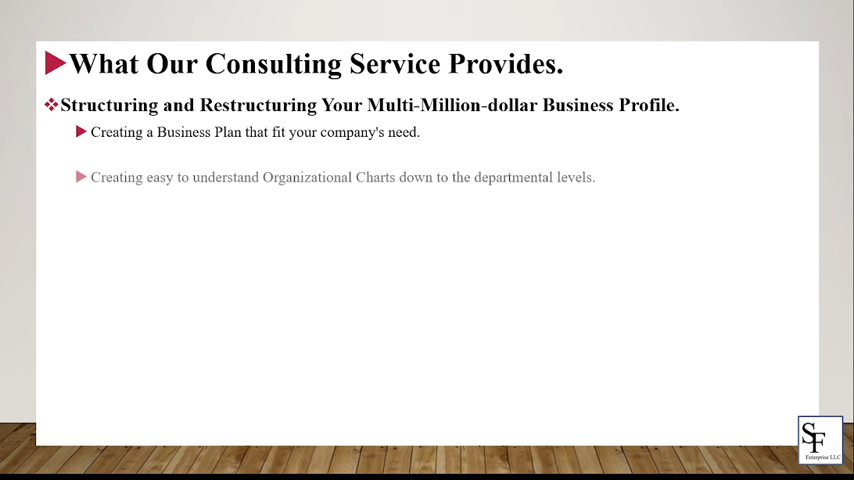 What Our Consulting Service Provides.
Structuring and Restructuring Your Multi-Million-dollar Business Profile.
Creating a Business Plan that fit your company's need.
Creating easy to understand Organizational Charts down to the departmental levels.
SF
Enterprise LLC